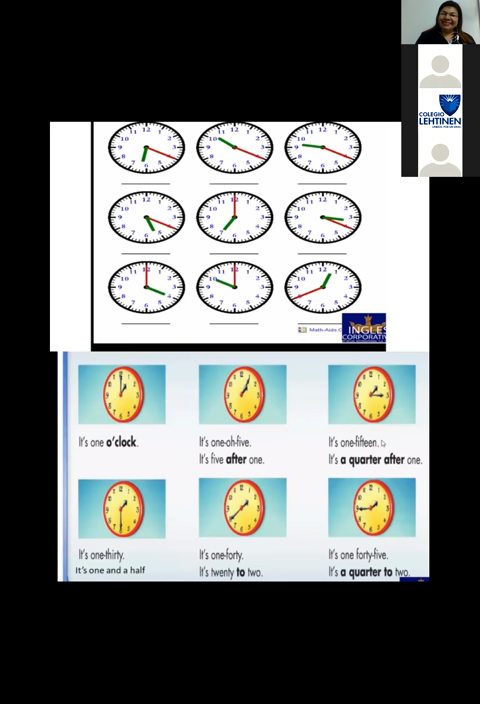 COLEGIO
LEHTINEN
Math-Aids.C
INGLES
CORPORATIV
It's one o'clock.
It's one-oh-five.
It's five after one.
It's one-fifteen.
It's a quarter after one.
It's one-thirty.
It's one and a half
It's one-forty.
It's twenty to two.
It's one forty-five.
It's a quarter to two.